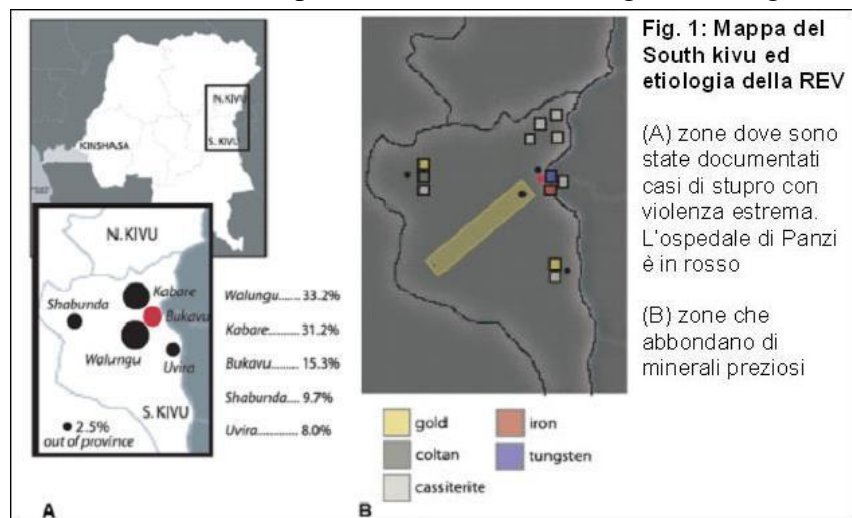 N.KIVU
S.KIVU
KINSHASA
N.KIVU
Kabare
Shabunda
Bukavu
Walungu
Uvira
S.KIVU
2.5%
out of province
Walungu....... 33.2%
Kabare.......... 31.2%
Bukavu.......... 15.3%
Shabunda.... 9.7%
Uvira.............. 8.0%
A
gold
coltan
cassiterite
iron
tungsten
B
Fig. 1: Mappa del
South kivu ed
etiologia della REV
(A) zone dove sono
state documentati
casi di stupro con
violenza estrema.
L'ospedale di Panzi
è in rosso
(B) zone che
abbondano di
minerali preziosi